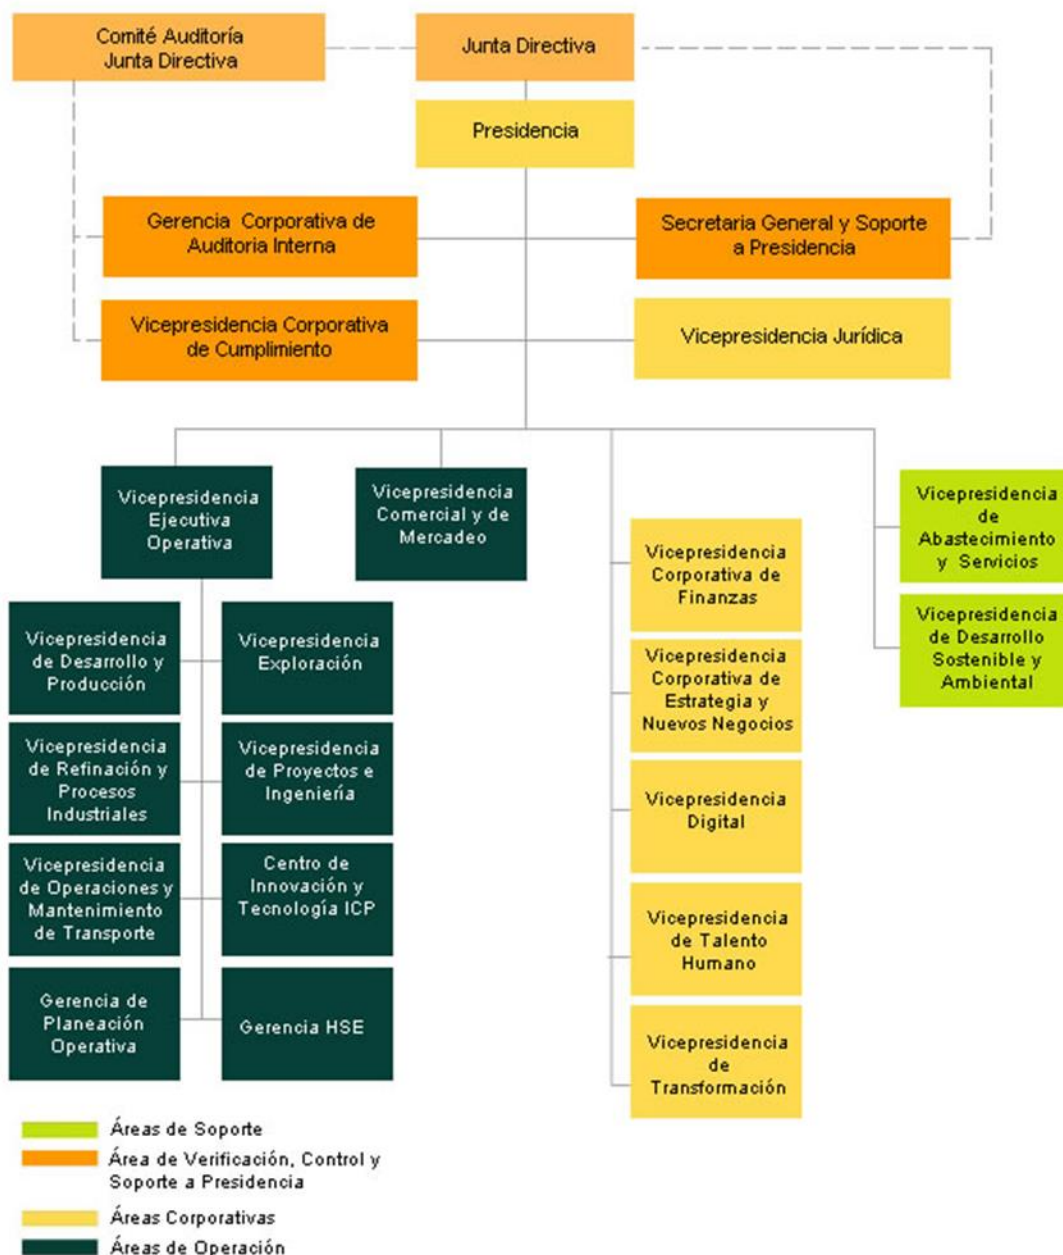 Comité Auditoría
Junta Directiva
Junta Directiva
Presidencia
Gerencia Corporativa de
Auditoria Interna
Secretaria General y Soporte
a Presidencia
Vicepresidencia Corporativa
de Cumplimiento
Vicepresidencia Jurídica
Vicepresidencia
Ejecutiva
Operativa
Vicepresidencia
Comercial y de
Mercadeo
Vicepresidencia
de Desarrollo y
Producción
Vicepresidencia
Exploración
Vicepresidencia
de Refinación y
Procesos
Industriales
Vicepresidencia
de Proyectos e
Ingeniería
Vicepresidencia
de Operaciones y
Mantenimiento
de Transporte
Centro de
Innovación y
Tecnología ICP
Gerencia de
Planeación
Operativa
Gerencia HSE
Vicepresidencia
Corporativa de
Finanzas
Vicepresidencia
Corporativa de
Estrategia y
Nuevos Negocios
Vicepresidencia
Digital
Vicepresidencia
de Talento
Humano
Vicepresidencia
de
Transformación
Vicepresidencia
de
Abastecimiento
y Servicios
Vicepresidencia
de Desarrollo
Sostenible y
Ambiental
Áreas de Soporte
Área de Verificación, Control y
Soporte a Presidencia
Áreas Corporativas
Áreas de Operación